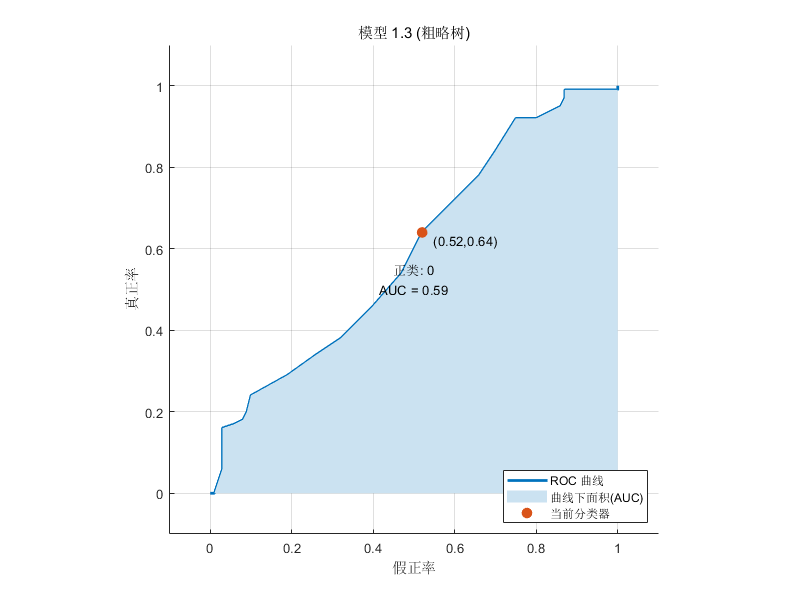 模型 1.3 (粗略树)
1
0.8
0.6
0.4
0.2
0
真正率
(0.52,0.64)
正类: 0
AUC = 0.59
ROC 曲线
曲线下面积(AUC)
当前分类器
0
0.2
0.4
0.6
0.8
1
假正率